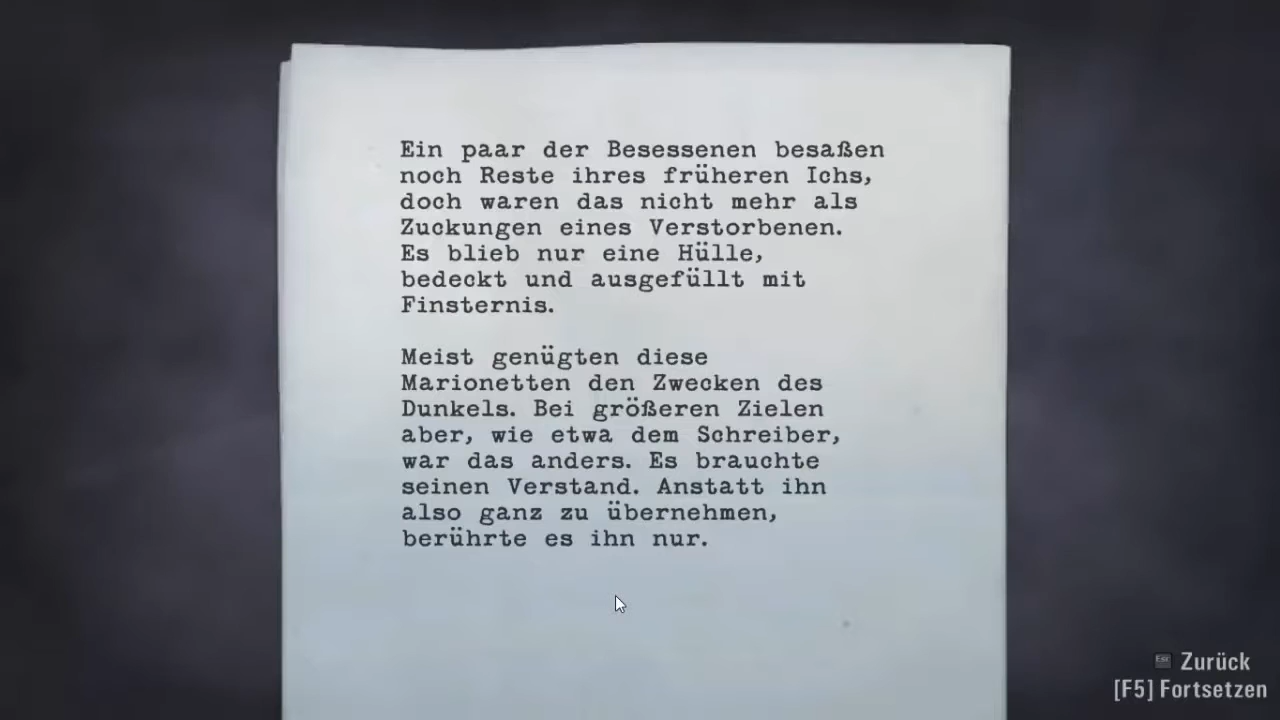 Ein paar der Besessenen besaßen
noch Reste ihres früheren Ichs,
doch waren das nicht mehr als
Zuckungen eines Verstorbenen.
Es blieb nur eine Hülle,
bedeckt und ausgefüllt mit
Finsternis.
Meist genügten diese
Marionetten den Zwecken des
Dunkels. Bei größeren Zielen
aber, wie etwa dem Schreiber,
war das anders. Es brauchte
seinen Verstand. Anstatt ihn
also ganz zu übernehmen,
berührte es ihn nur.
Esc Zurück
[F5] Fortsetzen